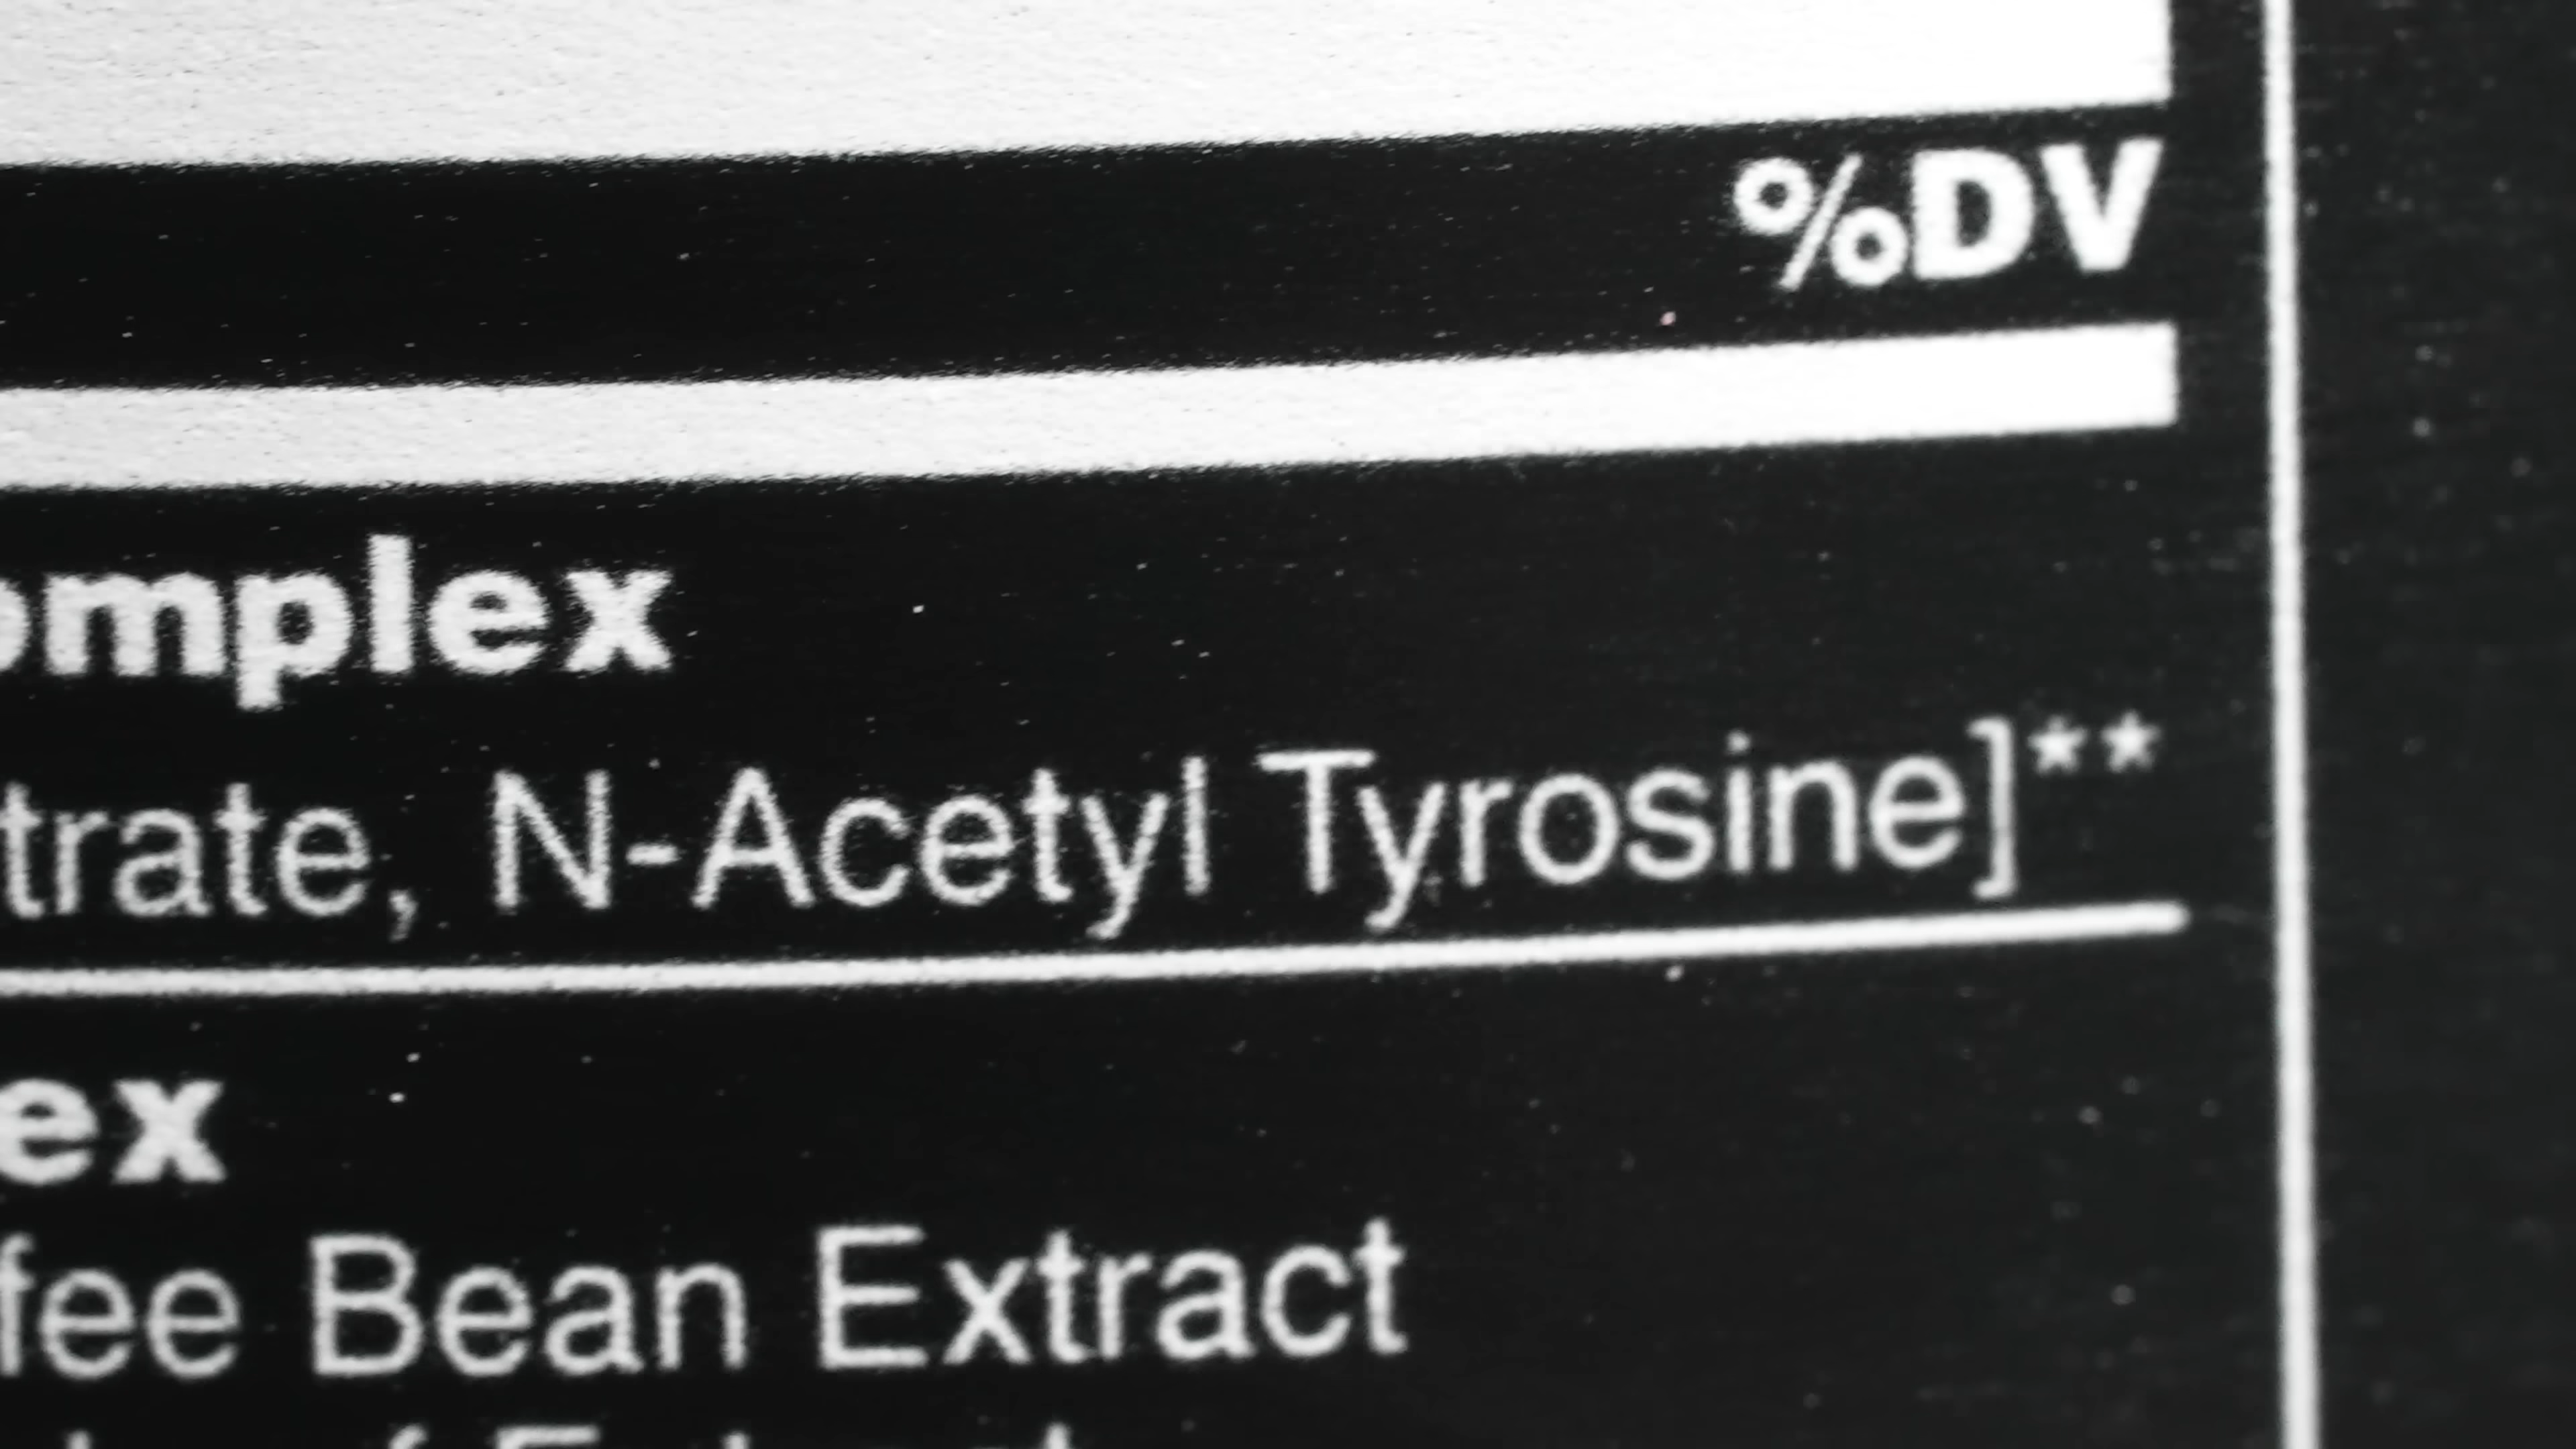 %DV
omplex
trate, N-Acetyl Tyrosine]**
ex
fee Bean Extract